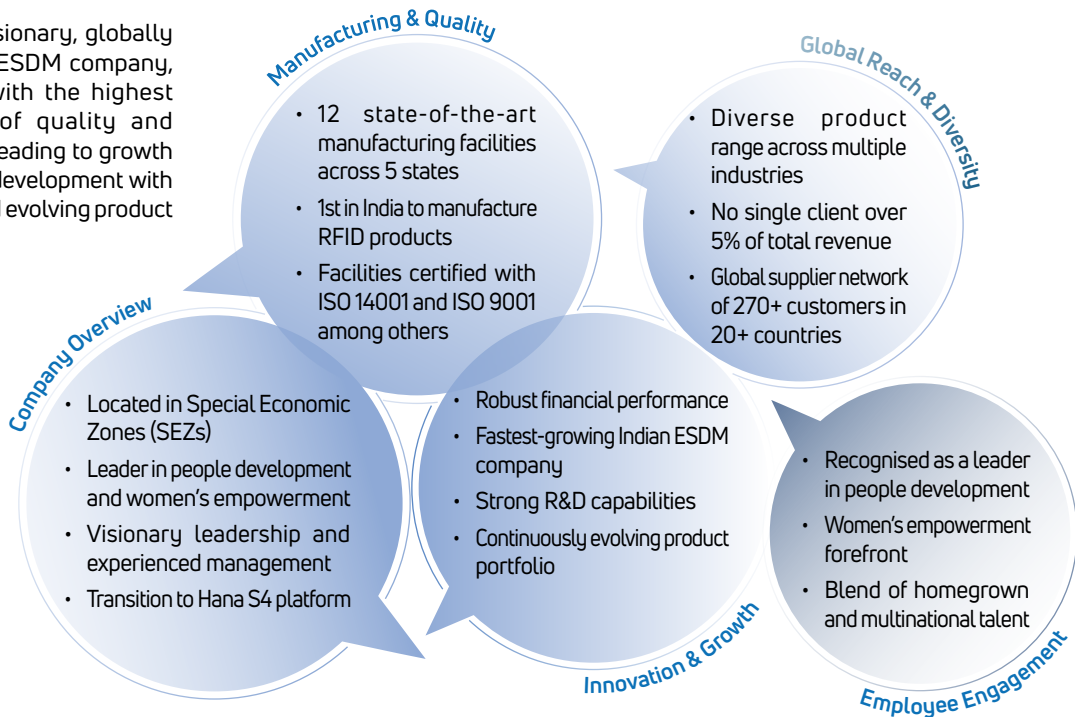 sionary, globally
ESDM company,
with the highest
of quality and
eading to growth
development with
evolving product
Manufacturing & Quality
• 12 state-of-the-art
manufacturing facilities
across 5 states
• 1st in India to manufacture
RFID products
• Facilities certified with
ISO 14001 and ISO 9001
among others
Global Reach & Diversity
• Diverse product
range across multiple
industries
• No single client over
5% of total revenue
• Global supplier network
of 270+ customers in
20+ countries
Company Overview
• Located in Special Economic
Zones (SEZs)
• Leader in people development
and women's empowerment
• Visionary leadership and
experienced management
• Transition to Hana S4 platform
• Robust financial performance
• Fastest-growing Indian ESDM
company
• Strong R&D capabilities
• Continuously evolving product
portfolio
Innovation & Growth
• Recognised as a leader
in people development
• Women's empowerment
forefront
• Blend of homegrown
and multinational talent
Employee Engagement